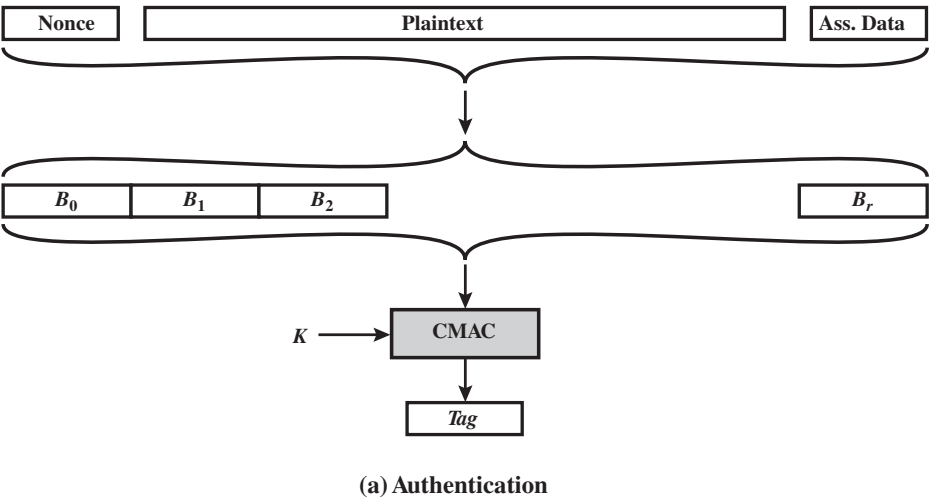 Nonce Plaintext Ass. Data
B₀ B₁ B₂ Bᵣ
K CMAC
Tag
(a) Authentication